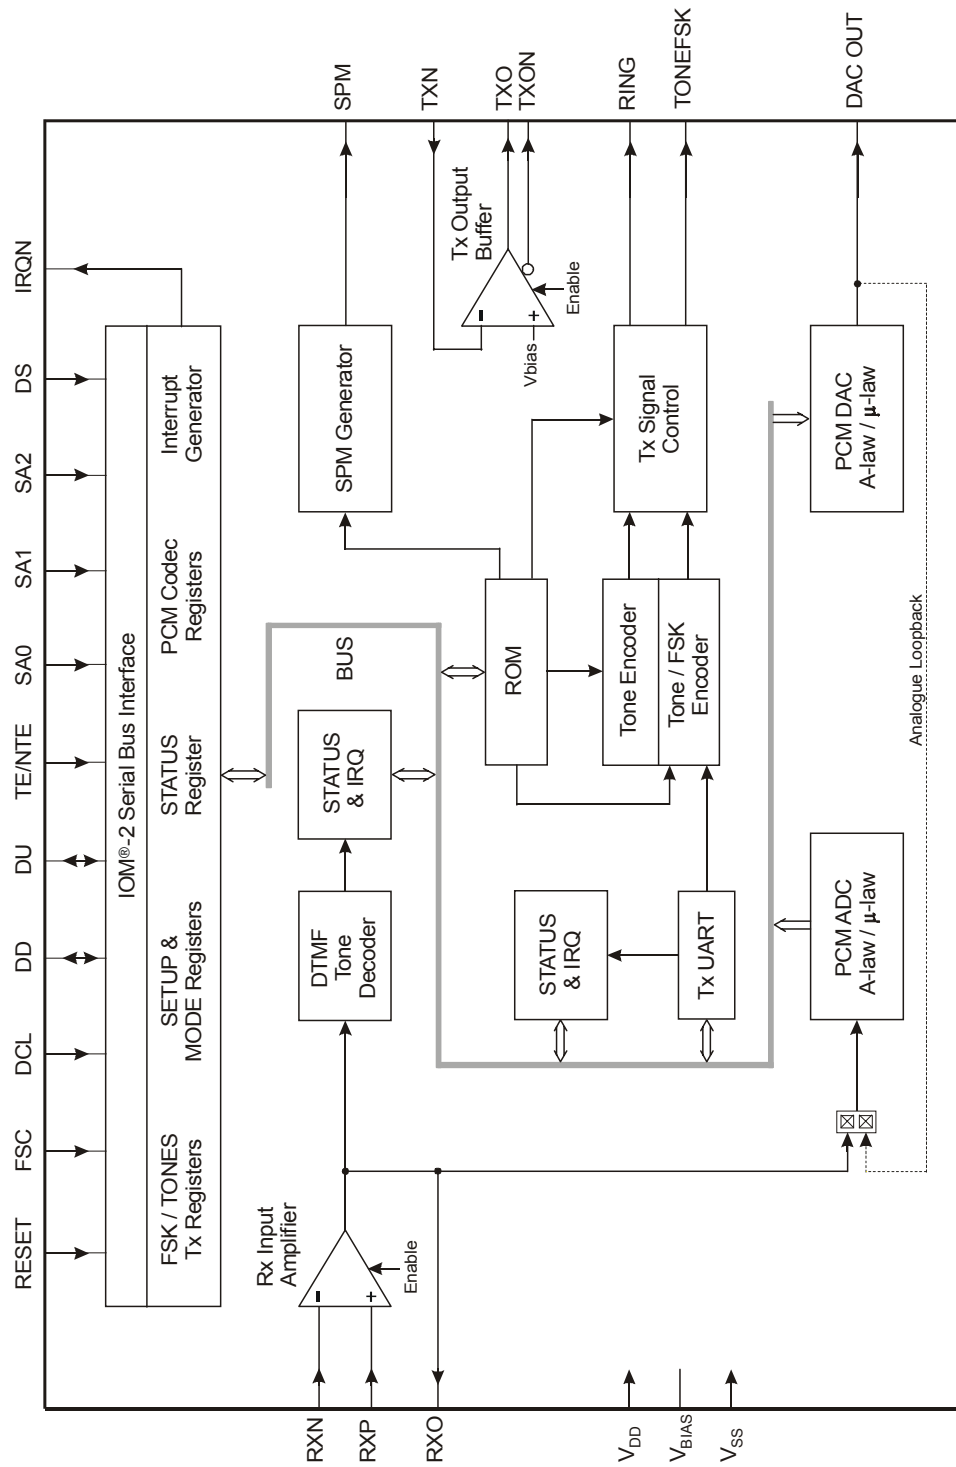 RESET
FSC
DCL
DD
DU
TE/NTE
SA0
SA1
SA2
DS
IRQN
IOM®-2 Serial Bus Interface
FSK / TONES
Tx Registers
SETUP &
MODE Registers
STATUS
Register
PCM Codec
Registers
Interrupt
Generator
Rx Input
Amplifier
Enable
RXN
RXP
RXO
DTMF
Tone
Decoder
STATUS
& IRQ
BUS
SPM Generator
SPM
TXN
Tx Output
Buffer
TXO
TXON
Vbias
Enable
ROM
STATUS
& IRQ
Tx UART
Tone Encoder
Tone / FSK
Encoder
Tx Signal
Control
RING
TONEFSK
VDD
VBIAS
VSS
PCM ADC
A-law / µ-law
PCM DAC
A-law / µ-law
DAC OUT
Analogue Loopback